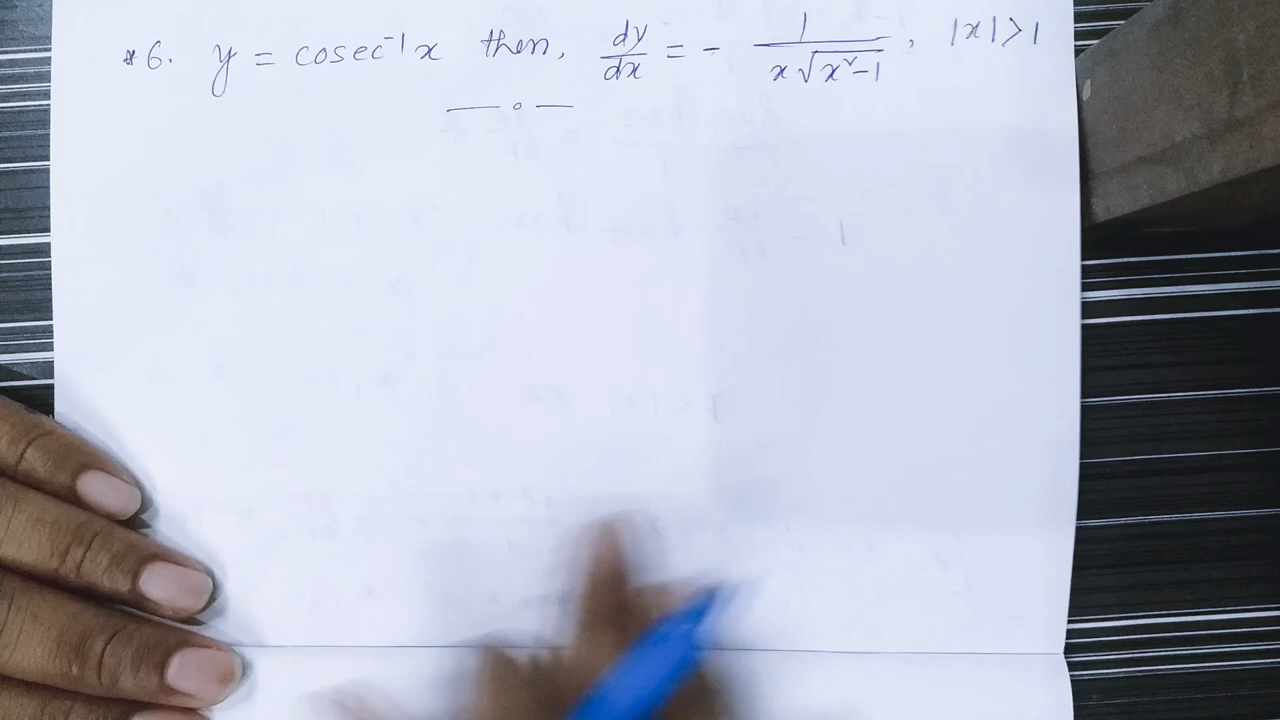 *6. y = cosec⁻¹x then, dy/dx = - 1/(x√(x²-1)), |x|>1